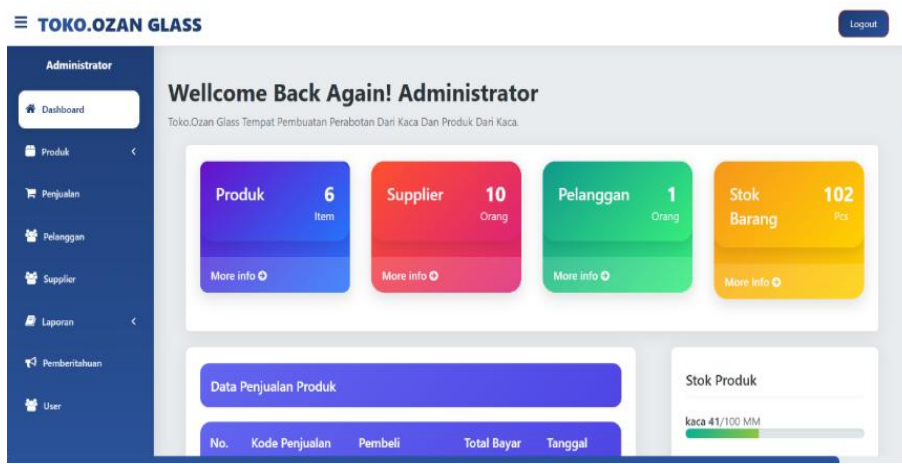 TOKO.OZAN GLASS
Logout
Administrator
Dashboard
Produk
Penjualan
Pelanggan
Supplier
Laporan
Pemberitahuan
User
Wellcome Back Again! Administrator
Toko.Ozan Glass Tempat Pembuatan Perabotan Dari Kaca Dan Produk Dari Kaca.
Produk 6
Item
More info
Supplier 10
Orang
More info
Pelanggan 1
Orang
More info
Stok 102
Barang Pcs
More info
Data Penjualan Produk
No. Kode Penjualan Pembeli Total Bayar Tanggal
Stok Produk
kaca 41/100 MM